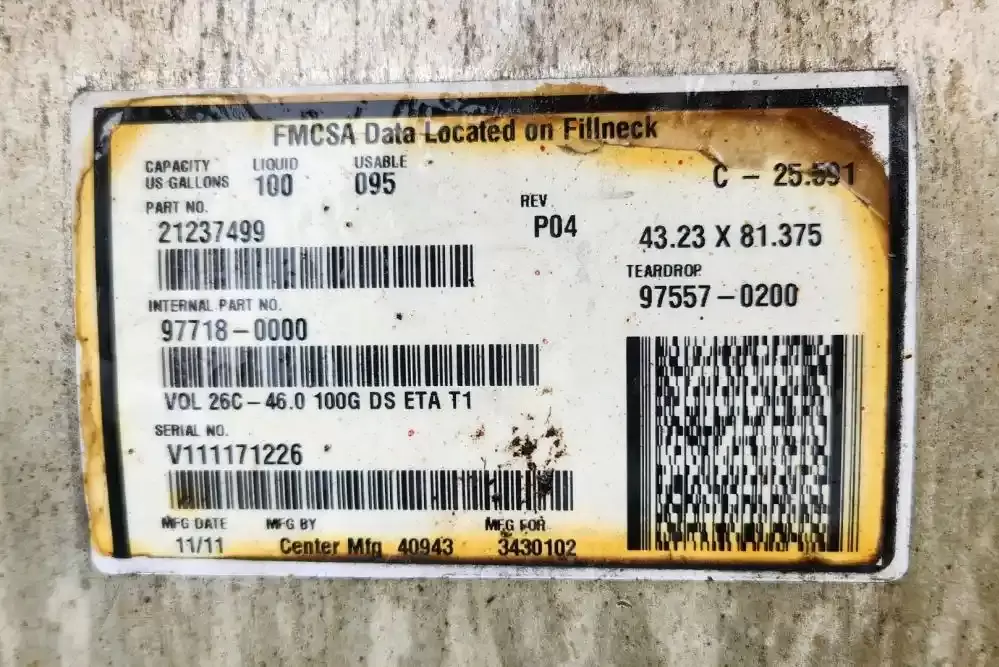 FMCSA Data Located on Fillneck
CAPACITY LIQUID USABLE
US GALLONS 100 095
C - 25.591
PART NO. REV
21237499 P04
43.23 X 81.375
TEARDROP
97557-0200
INTERNAL PART NO.
97718-0000
VOL 26C-46.0 100G DS ETA T1
SERIAL NO.
V111171226
MFG DATE MFG BY MFG FOR
11/11 Center Mfg 40943 3430102